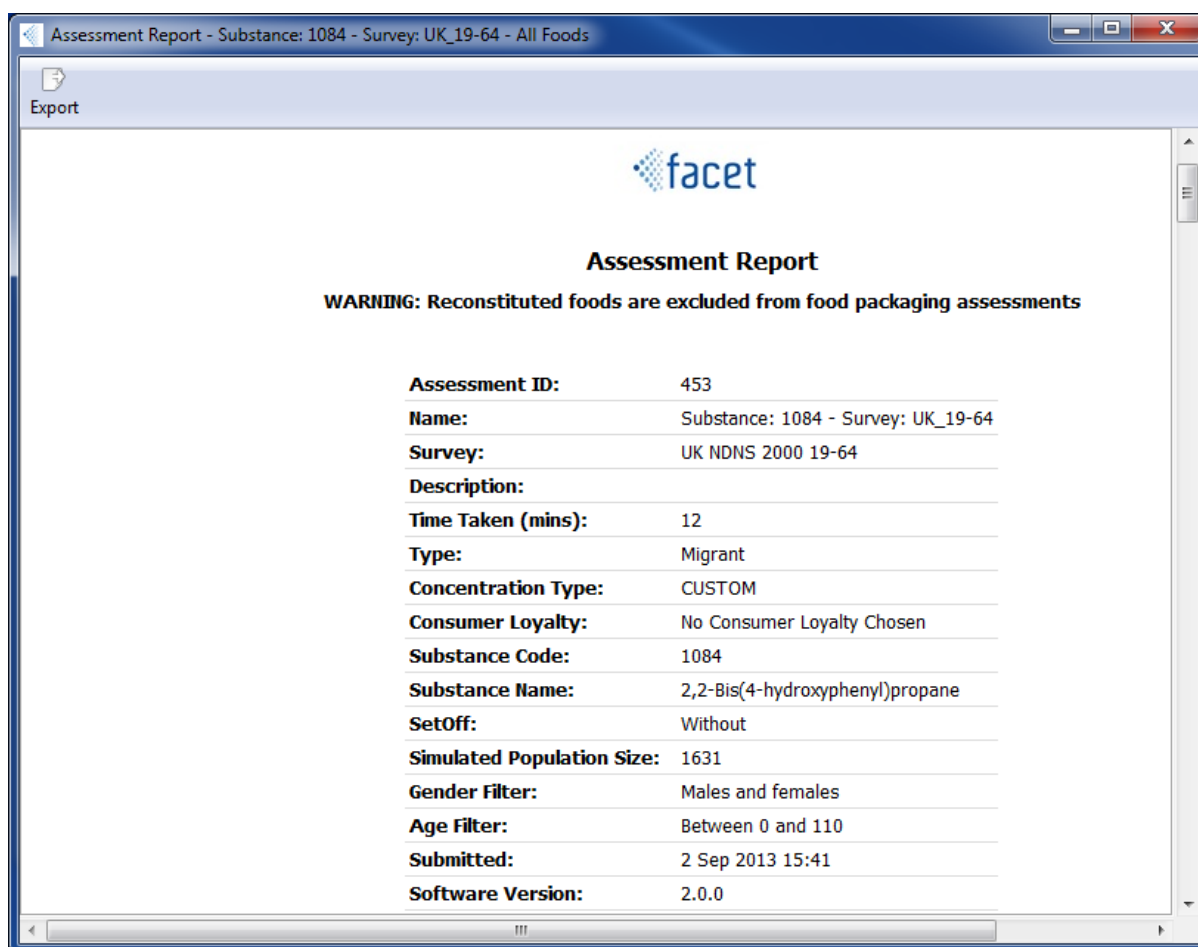 Assessment Report - Substance: 1084 - Survey: UK_19-64 - All Foods
Export
facet
Assessment Report
WARNING: Reconstituted foods are excluded from food packaging assessments
Assessment ID: 453
Name: Substance: 1084 - Survey: UK_19-64
Survey: UK NDNS 2000 19-64
Description:
Time Taken (mins): 12
Type: Migrant
Concentration Type: CUSTOM
Consumer Loyalty: No Consumer Loyalty Chosen
Substance Code: 1084
Substance Name: 2,2-Bis(4-hydroxyphenyl)propane
SetOff: Without
Simulated Population Size: 1631
Gender Filter: Males and females
Age Filter: Between 0 and 110
Submitted: 2 Sep 2013 15:41
Software Version: 2.0.0